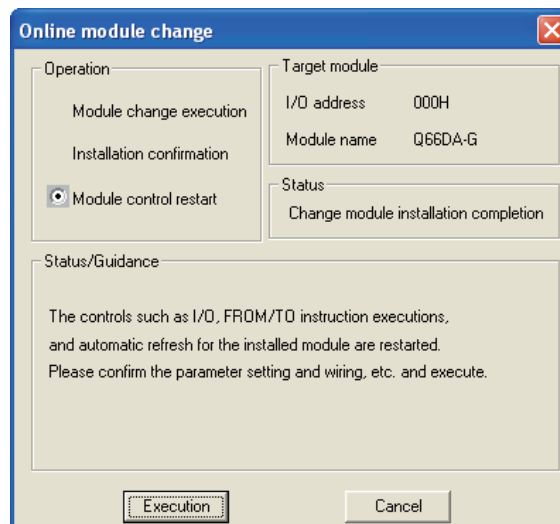 Online module change
Operation
Module change execution
Installation confirmation
Module control restart
Target module
I/O address 000H
Module name Q66DA-G
Status
Change module installation completion
Status/Guidance
The controls such as I/O, FROM/TO instruction executions,
and automatic refresh for the installed module are restarted.
Please confirm the parameter setting and wiring, etc. and execute.
Execution
Cancel